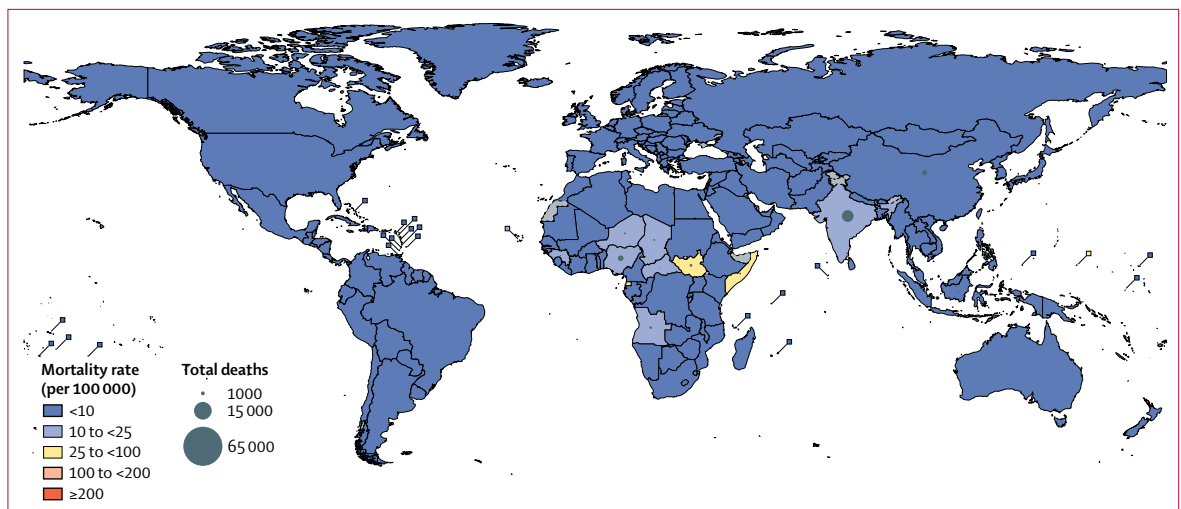 Mortality rate
(per 100 000)
<10
10 to <25
25 to <100
100 to <200
≥200
Total deaths
1000
15 000
65 000